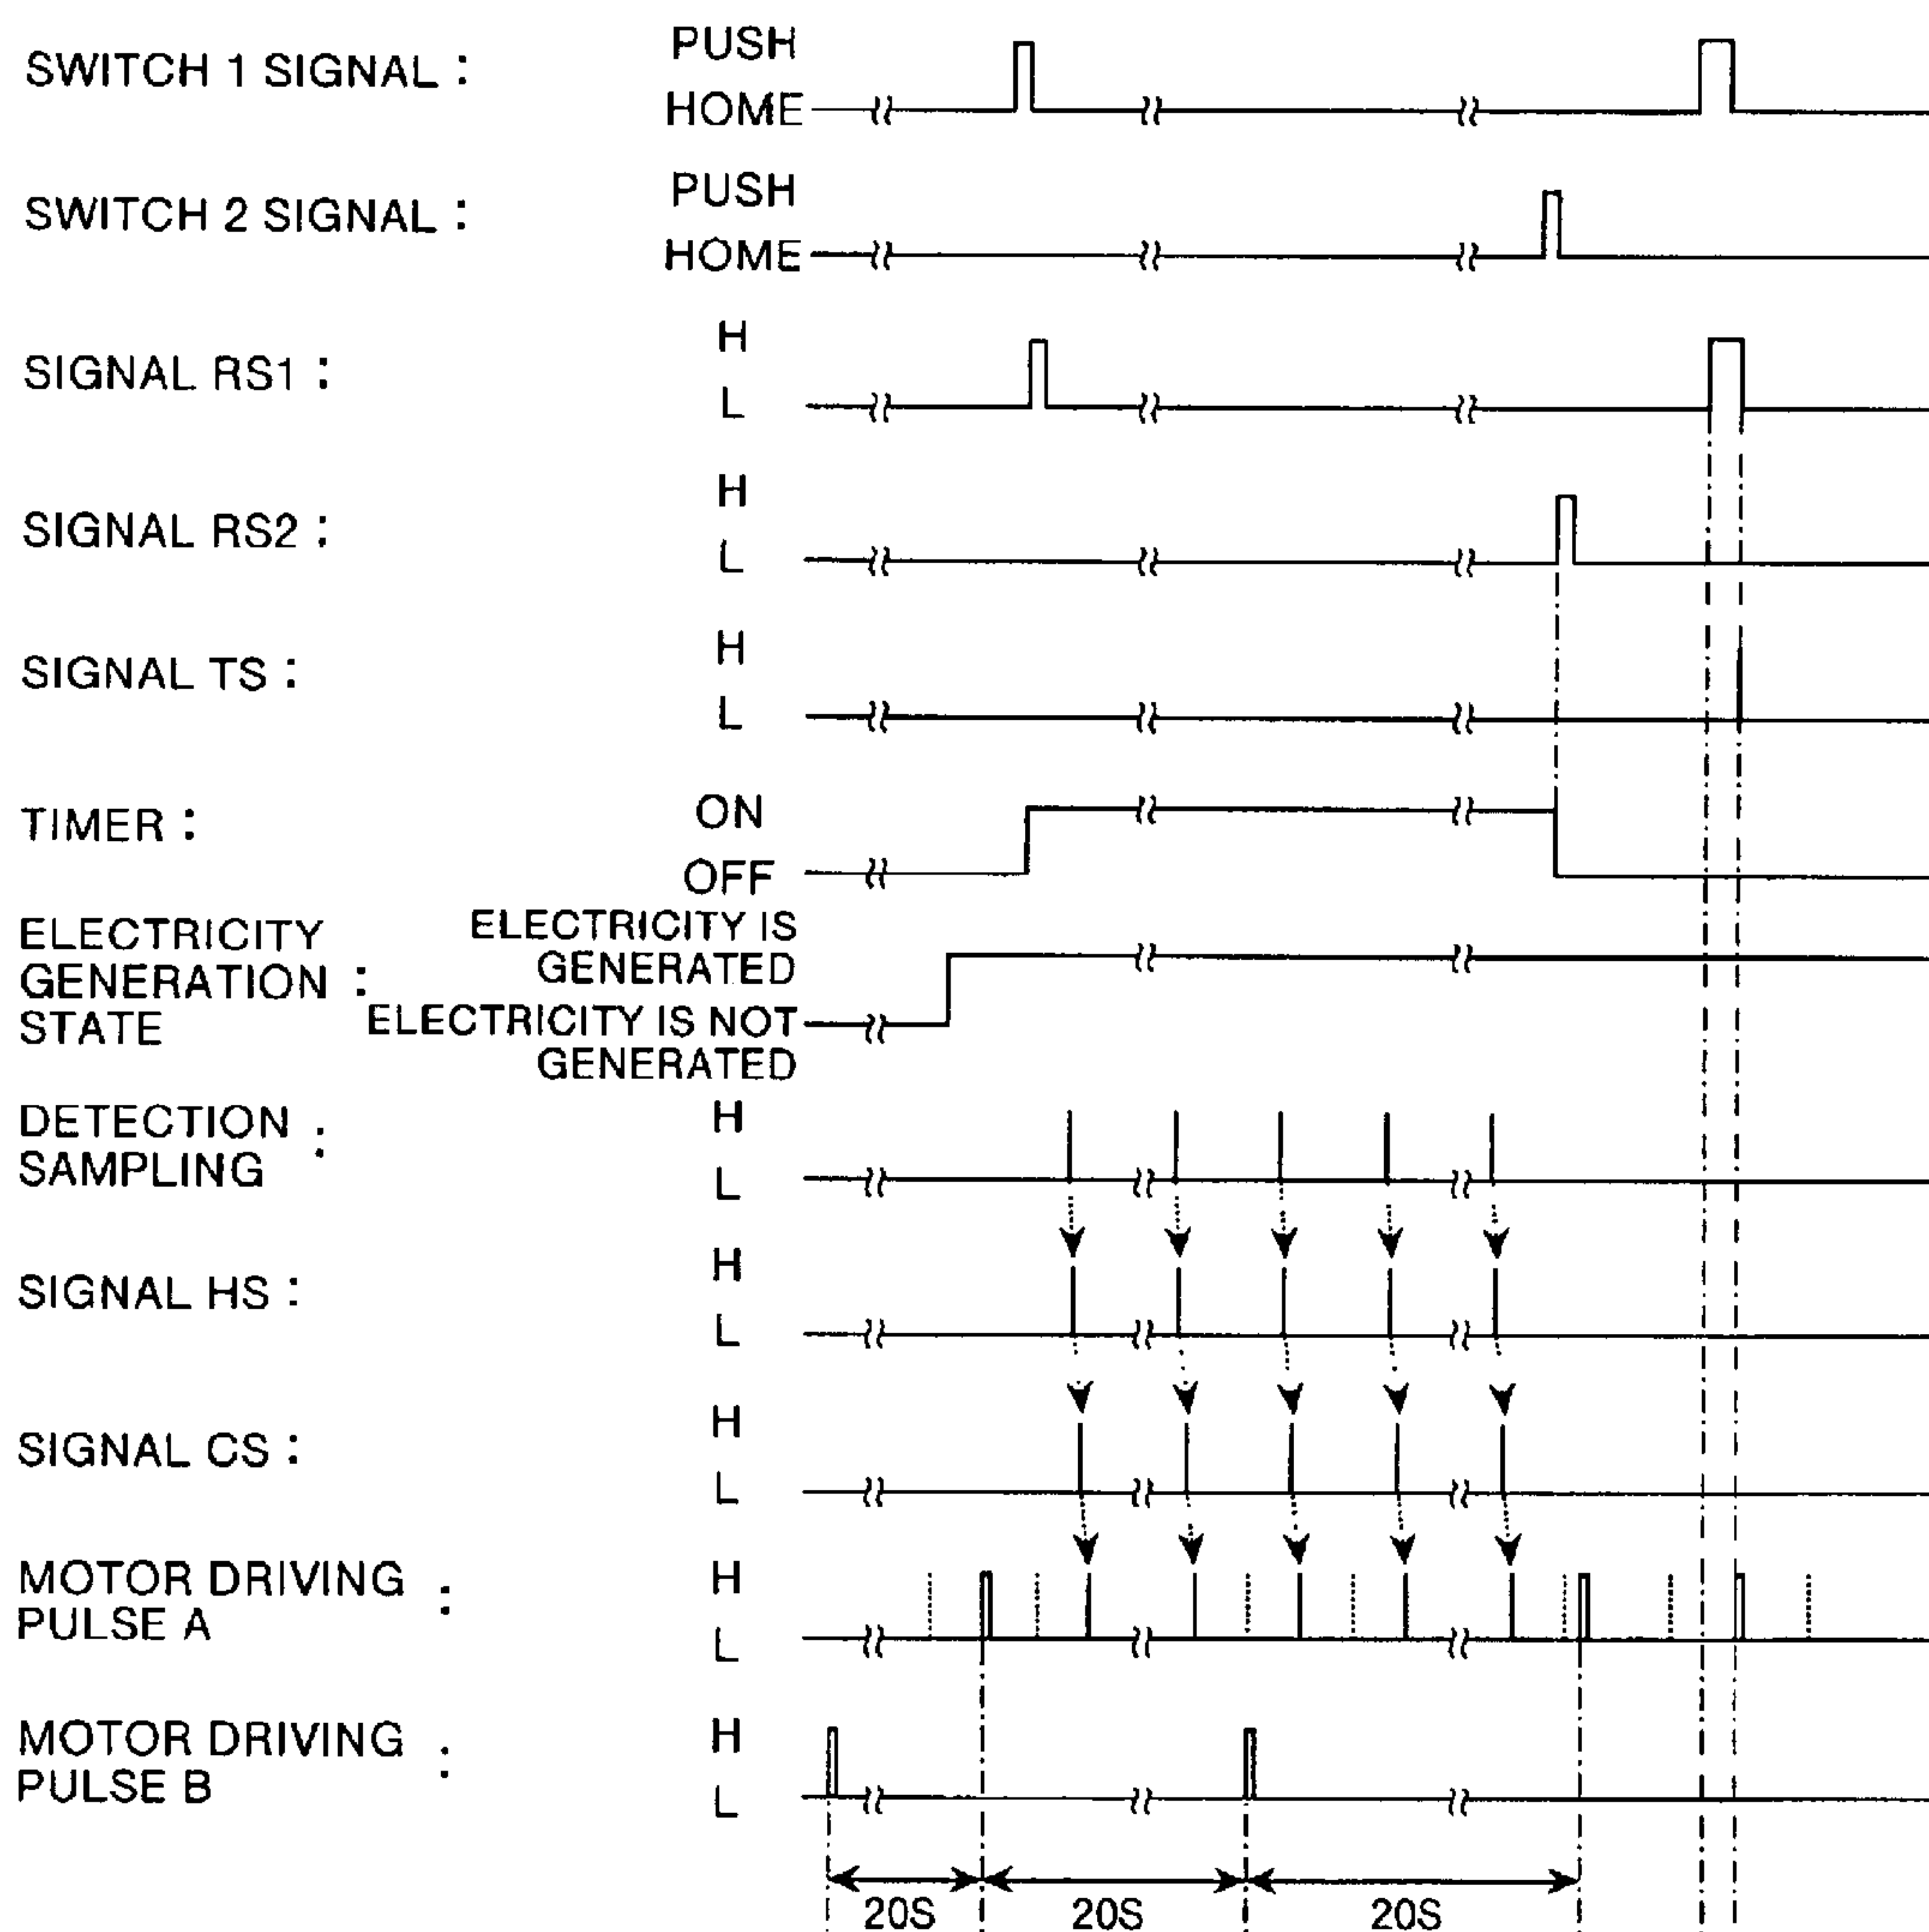 SWITCH 1 SIGNAL :
PUSH
HOME
SWITCH 2 SIGNAL :
PUSH
HOME
SIGNAL RS1 :
H
L
SIGNAL RS2 :
H
L
SIGNAL TS :
H
L
TIMER :
ON
OFF
ELECTRICITY
GENERATION :
STATE
ELECTRICITY IS
GENERATED
ELECTRICITY IS NOT
GENERATED
DETECTION :
SAMPLING
H
L
SIGNAL HS :
H
L
SIGNAL CS :
H
L
MOTOR DRIVING :
PULSE A
H
L
MOTOR DRIVING :
PULSE B
H
L
20S 20S 20S